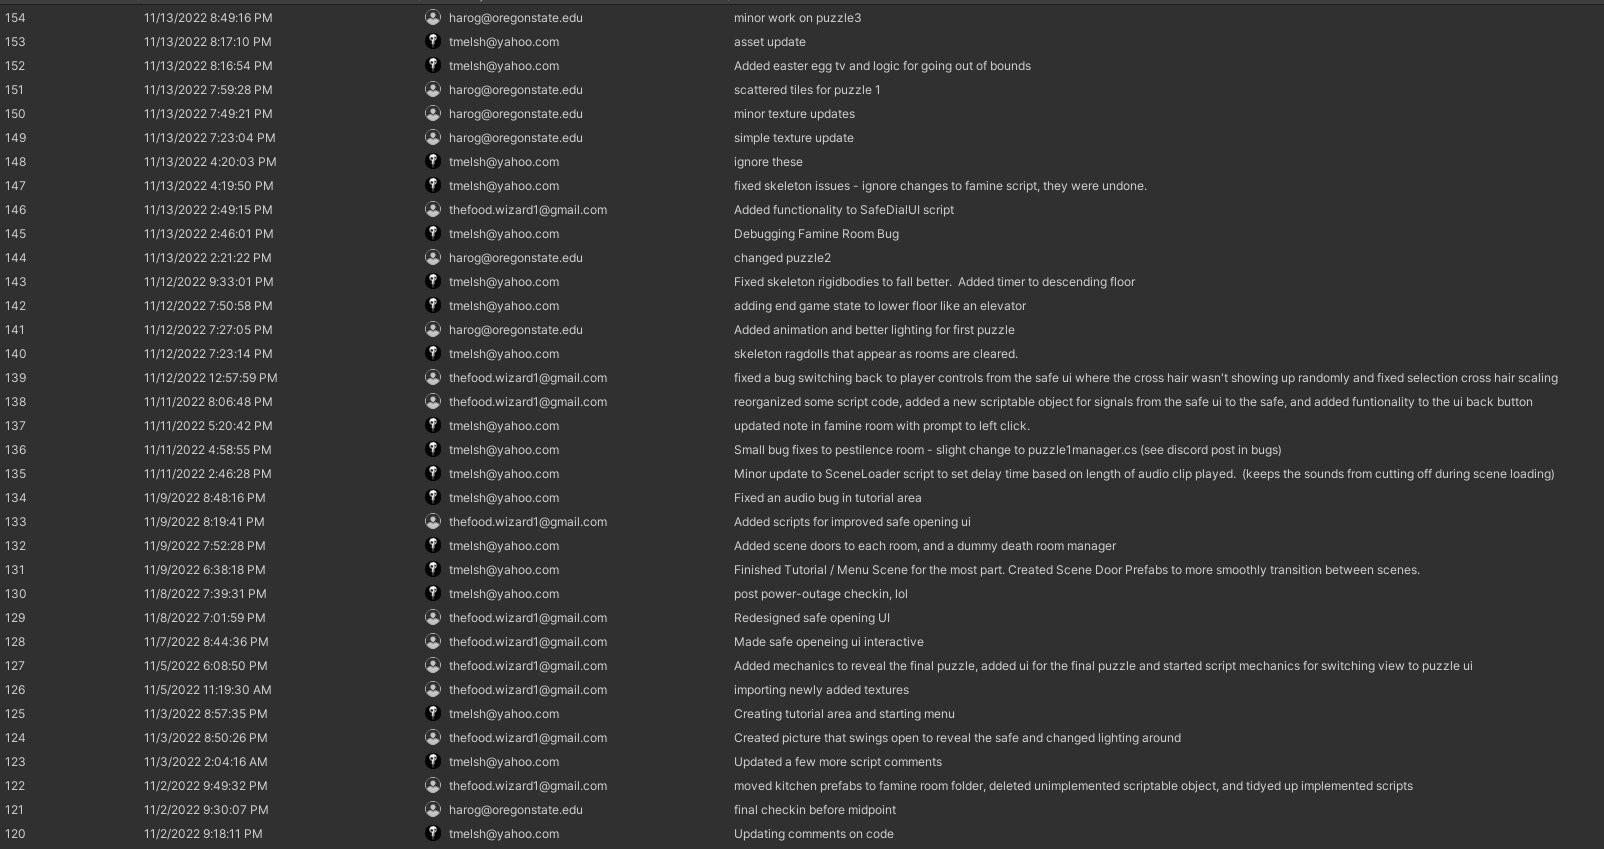 154 11/13/2022 8:49:16 PM harog@oregonstate.edu minor work on puzzle3
153 11/13/2022 8:17:10 PM tmelsh@yahoo.com asset update
152 11/13/2022 8:16:54 PM tmelsh@yahoo.com Added easter egg tv and logic for going out of bounds
151 11/13/2022 7:59:28 PM harog@oregonstate.edu scattered tiles for puzzle 1
150 11/13/2022 7:49:21 PM harog@oregonstate.edu minor texture updates
149 11/13/2022 7:23:04 PM harog@oregonstate.edu simple texture update
148 11/13/2022 4:20:03 PM tmelsh@yahoo.com ignore these
147 11/13/2022 4:19:50 PM tmelsh@yahoo.com fixed skeleton issues - ignore changes to famine script, they were undone.
146 11/13/2022 2:49:15 PM thefood.wizard1@gmail.com Added functionality to SafeDialUI script
145 11/13/2022 2:46:01 PM tmelsh@yahoo.com Debugging Famine Room Bug
144 11/13/2022 2:21:22 PM harog@oregonstate.edu changed puzzle2
143 11/12/2022 9:33:01 PM tmelsh@yahoo.com Fixed skeleton rigidbodies to fall better.  Added timer to descending floor
142 11/12/2022 7:50:58 PM tmelsh@yahoo.com adding end game state to lower floor like an elevator
141 11/12/2022 7:27:05 PM harog@oregonstate.edu Added animation and better lighting for first puzzle
140 11/12/2022 7:23:14 PM tmelsh@yahoo.com skeleton ragdolls that appear as rooms are cleared.
139 11/12/2022 12:57:59 PM thefood.wizard1@gmail.com fixed a bug switching back to player controls from the safe ui where the cross hair wasn't showing up randomly and fixed selection cross hair scaling
138 11/11/2022 8:06:48 PM thefood.wizard1@gmail.com reorganized some script code, added a new scriptable object for signals from the safe ui to the safe, and added funtionality to the ui back button
137 11/11/2022 5:20:42 PM tmelsh@yahoo.com updated note in famine room with prompt to left click.
136 11/11/2022 4:58:55 PM tmelsh@yahoo.com Small bug fixes to pestilence room - slight change to puzzle1manager.cs (see discord post in bugs)
135 11/11/2022 2:46:28 PM tmelsh@yahoo.com Minor update to SceneLoader script to set delay time based on length of audio clip played.  (keeps the sounds from cutting off during scene loading)
134 11/9/2022 8:48:16 PM tmelsh@yahoo.com Fixed an audio bug in tutorial area
133 11/9/2022 8:19:41 PM thefood.wizard1@gmail.com Added scripts for improved safe opening ui
132 11/9/2022 7:52:28 PM tmelsh@yahoo.com Added scene doors to each room, and a dummy death room manager
131 11/9/2022 6:38:18 PM tmelsh@yahoo.com Finished Tutorial / Menu Scene for the most part. Created Scene Door Prefabs to more smoothly transition between scenes.
130 11/8/2022 7:39:31 PM tmelsh@yahoo.com post power-outage checkin, lol
129 11/8/2022 7:01:59 PM thefood.wizard1@gmail.com Redesigned safe opening UI
128 11/7/2022 8:44:36 PM thefood.wizard1@gmail.com Made safe openeing ui interactive
127 11/5/2022 6:08:50 PM thefood.wizard1@gmail.com Added mechanics to reveal the final puzzle, added ui for the final puzzle and started script mechanics for switching view to puzzle ui
126 11/5/2022 11:19:30 AM thefood.wizard1@gmail.com importing newly added textures
125 11/3/2022 8:57:35 PM tmelsh@yahoo.com Creating tutorial area and starting menu
124 11/3/2022 8:50:26 PM thefood.wizard1@gmail.com Created picture that swings open to reveal the safe and changed lighting around
123 11/3/2022 2:04:16 AM tmelsh@yahoo.com Updated a few more script comments
122 11/2/2022 9:49:32 PM thefood.wizard1@gmail.com moved kitchen prefabs to famine room folder, deleted unimplemented scriptable object, and tidyed up implemented scripts
121 11/2/2022 9:30:07 PM harog@oregonstate.edu final checkin before midpoint
120 11/2/2022 9:18:11 PM tmelsh@yahoo.com Updating comments on code